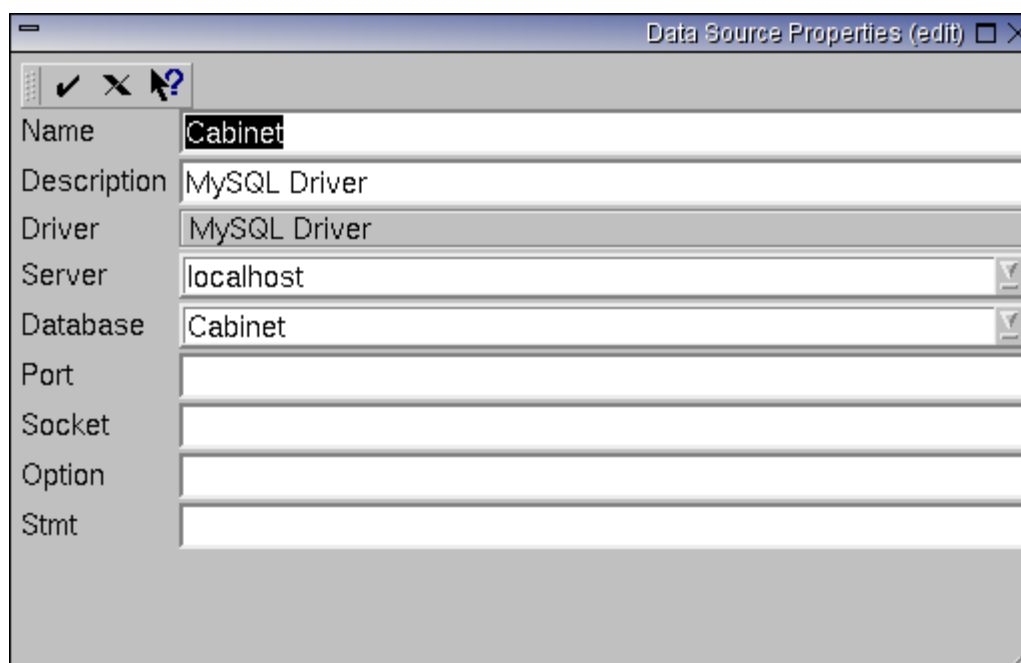 Data Source Properties (edit)
Name Cabinet
Description MySQL Driver
Driver MySQL Driver
Server localhost
Database Cabinet
Port
Socket
Option
Stmt